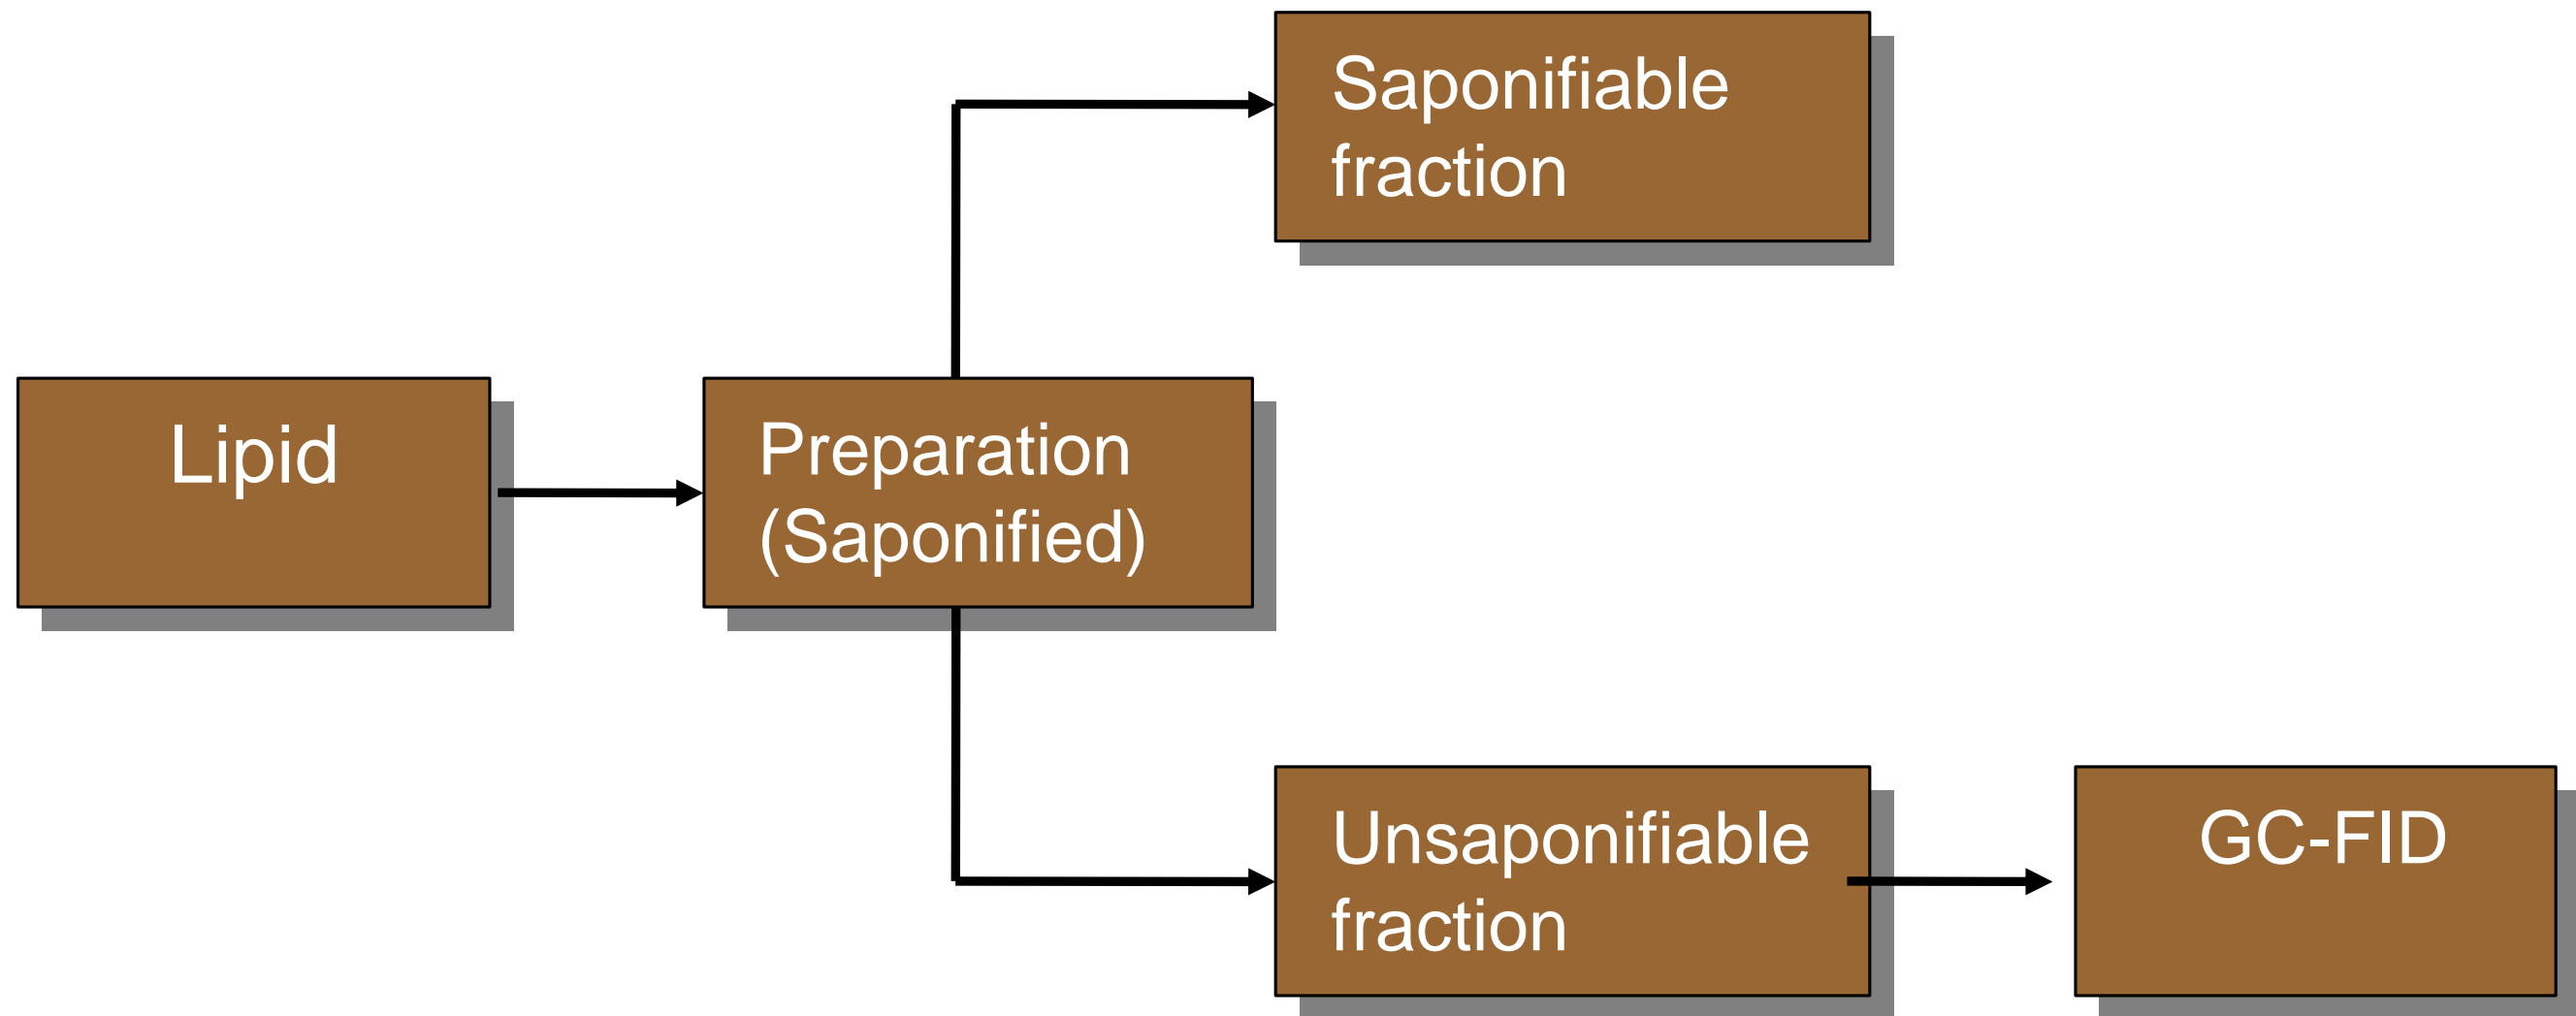 Saponifiable
fraction
Lipid
Preparation
(Saponified)
Unsaponifiable
fraction
GC-FID